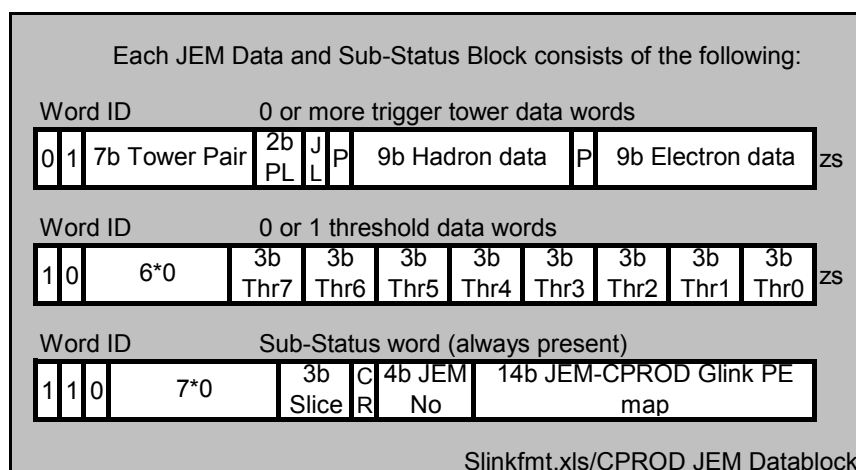 Each JEM Data and Sub-Status Block consists of the following:
Word ID 0 or more trigger tower data words
0 1 7b Tower Pair 2b PL J L P 9b Hadron data P 9b Electron data zs
Word ID 0 or 1 threshold data words
1 0 6*0 3b Thr7 3b Thr6 3b Thr5 3b Thr4 3b Thr3 3b Thr2 3b Thr1 3b Thr0 zs
Word ID Sub-Status word (always present)
1 1 0 7*0 3b Slice C R 4b JEM No 14b JEM-CPROD Glink PE map
Slinkfmt.xls/CPROD JEM Datablock